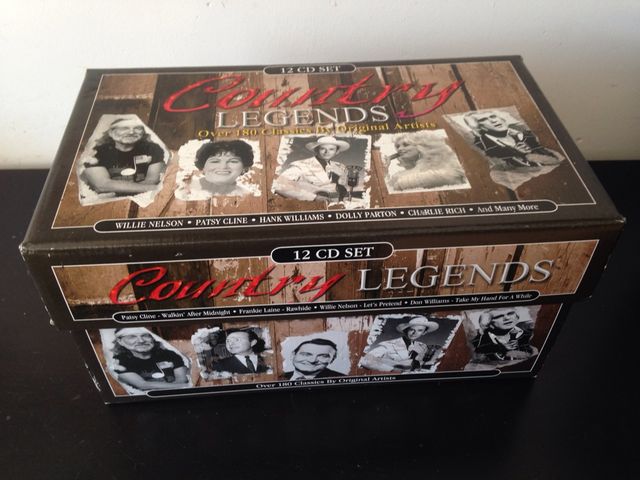 12 CD SET
Country
LEGENDS
Over 180 Classics By Original Artists
WILLIE NELSON • PATSY CLINE • HANK WILLIAMS • DOLLY PARTON • CHARLIE RICH • And Many More
12 CD SET
Country LEGENDS
Patsy Cline - Walkin' After Midnight • Frankie Laine - Rawhide • Willie Nelson - Let's Pretend • Don Williams - Take My Hand For A While
Over 180 Classics By Original Artists